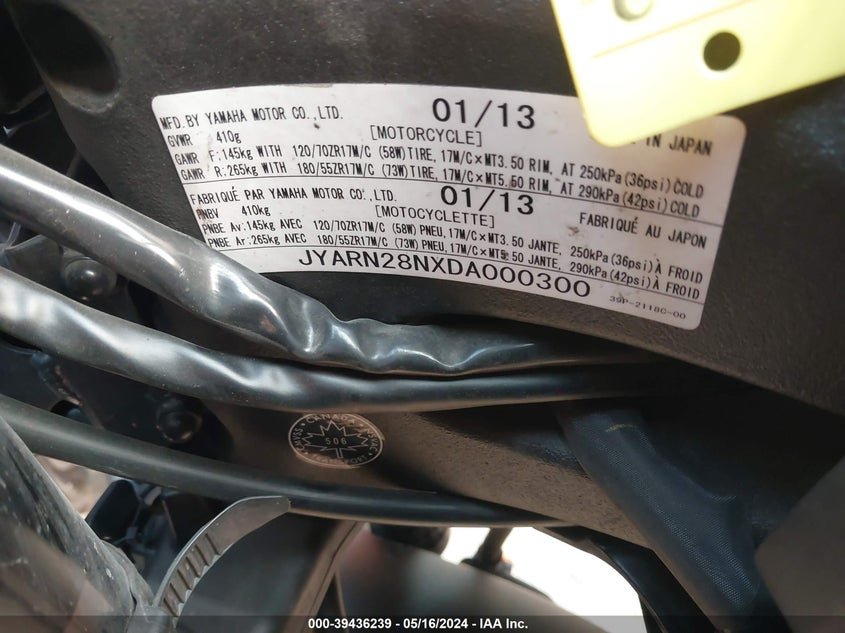 MFD.BY YAMAHA MOTOR CO.,LTD. 01/13 IN JAPAN
GVWR 410g [MOTORCYCLE]
GAWR F:145kg WITH 120/70ZR17M/C (58W)TIRE, 17M/C×MT3.50 RIM, AT 250kPa(36psi)COLD
GAWR R:265kg WITH 180/55ZR17M/C (73W)TIRE, 17M/C×MT5.50 RIM, AT 290kPa(42psi)COLD
FABRIQUÉ PAR YAMAHA MOTOR CO.,LTD. 01/13 FABRIQUÉ AU JAPON
PNBV 410kg [MOTOCYCLETTE]
PNBE Av:145kg AVEC 120/70ZR17M/C (58W) PNEU,17M/C×MT3.50 JANTE, 250kPa(36psi)À FROID
PNBE Ar:265kg AVEC 180/55ZR17M/C (73W) PNEU,17M/C×MT5.50 JANTE, 290kPa(42psi)À FROID
JYARN28NXDA000300
39P-2118C-00
CANADA
506
000-39436239 - 05/16/2024 - IAA Inc.